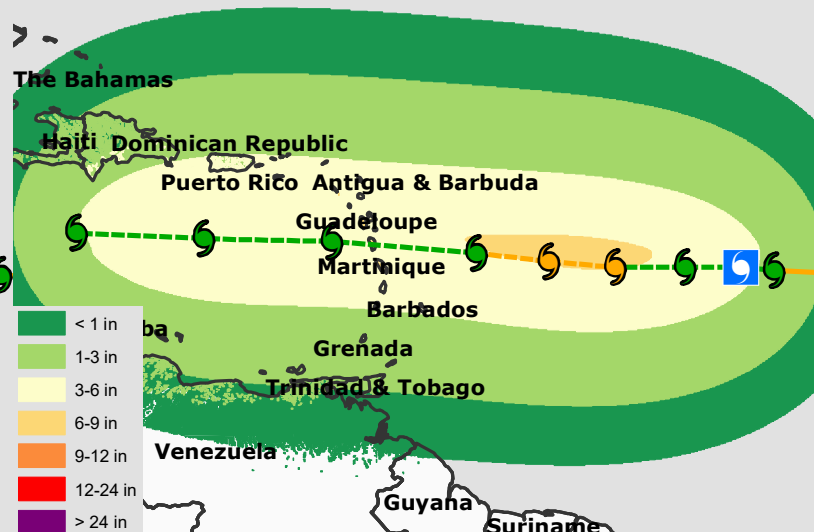 The Bahamas
Haiti
Dominican Republic
Puerto Rico
Antigua & Barbuda
Guadeloupe
Martinique
Barbados
ba
Grenada
Trinidad & Tobago
Venezuela
Guyana
Suriname
< 1 in
1-3 in
3-6 in
6-9 in
9-12 in
12-24 in
> 24 in